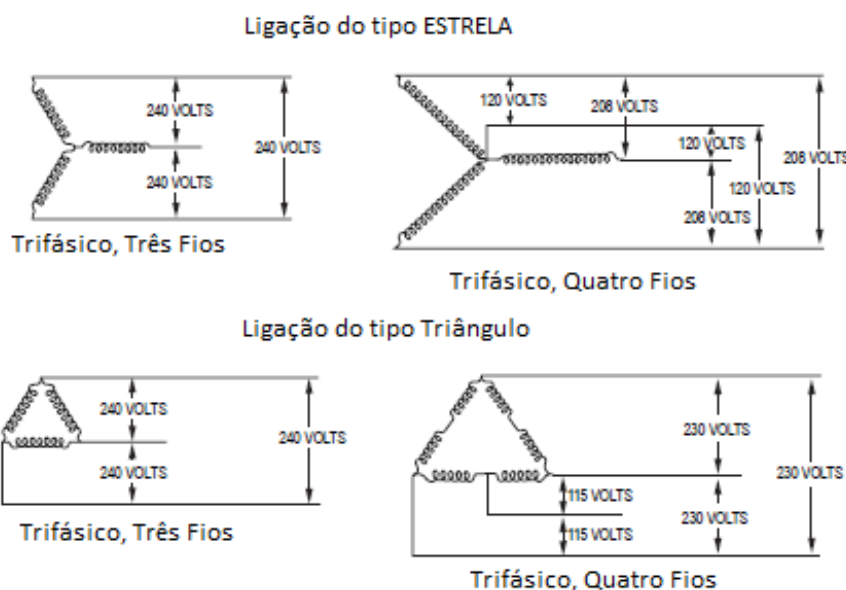 Ligação do tipo ESTRELA
240 VOLTS
240 VOLTS
240 VOLTS
Trifásico, Três Fios
120 VOLTS
208 VOLTS
120 VOLTS
208 VOLTS
120 VOLTS
208 VOLTS
Trifásico, Quatro Fios
Ligação do tipo Triângulo
240 VOLTS
240 VOLTS
240 VOLTS
Trifásico, Três Fios
230 VOLTS
230 VOLTS
115 VOLTS
230 VOLTS
115 VOLTS
Trifásico, Quatro Fios